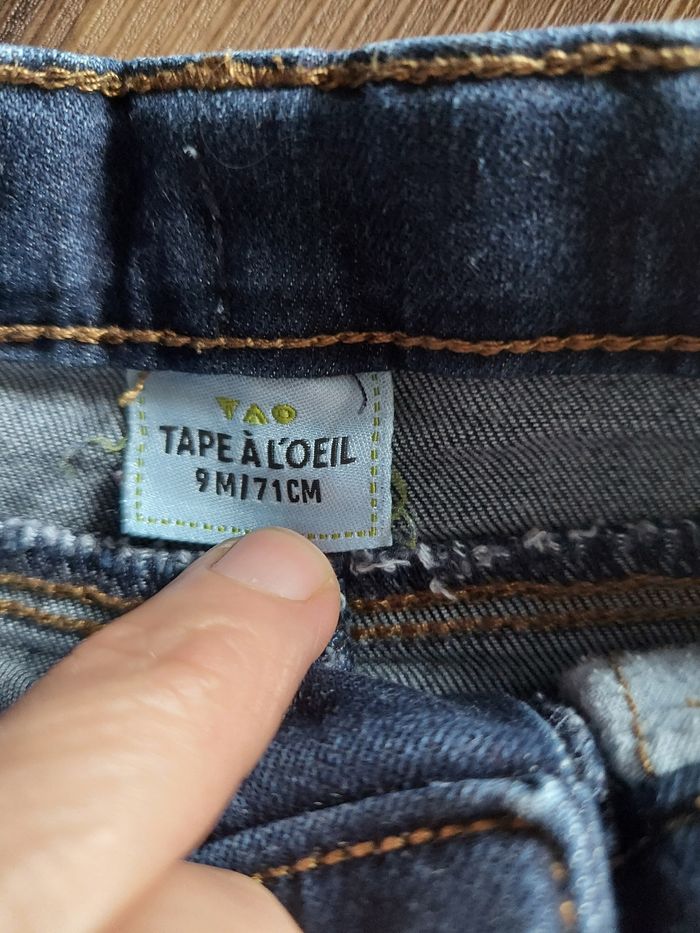 TAO
TAPE À L'OEIL
9M/71CM